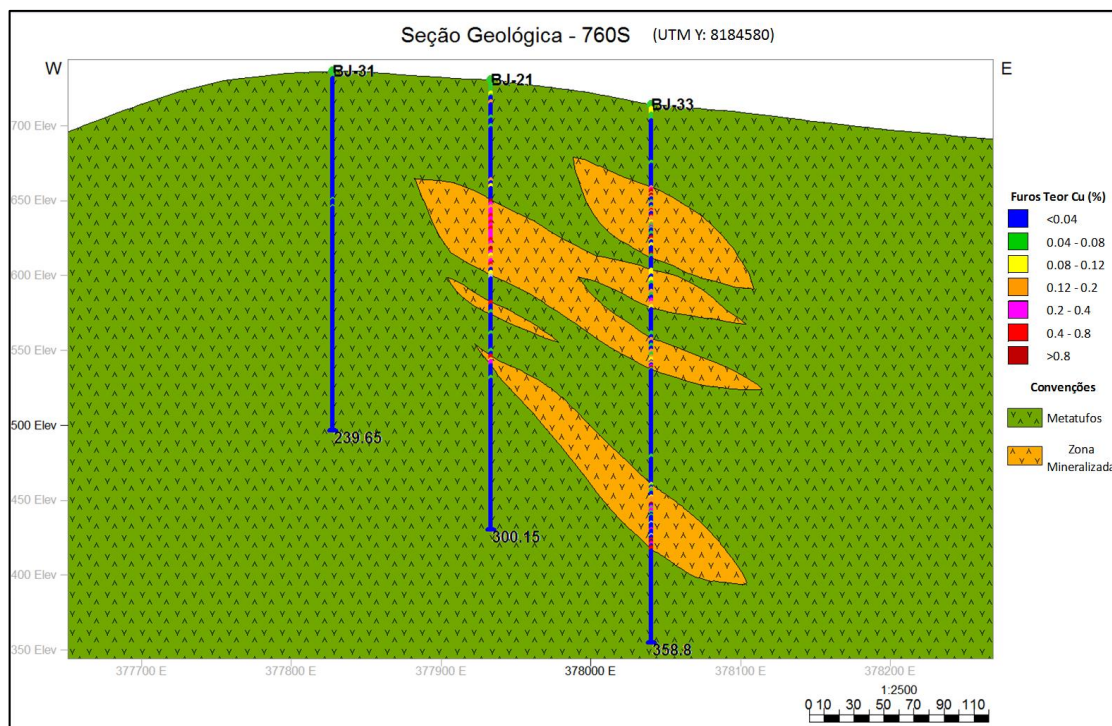 Seção Geológica - 760S (UTM Y: 8184580)
W
E
BJ-31
BJ-21
BJ-33
700 Elev
650 Elev
600 Elev
550 Elev
500 Elev
450 Elev
400 Elev
350 Elev
239.65
300.15
358.8
377700 E
377800 E
377900 E
378000 E
378100 E
378200 E
Furos Teor Cu (%)
<0.04
0.04 - 0.08
0.08 - 0.12
0.12 - 0.2
0.2 - 0.4
0.4 - 0.8
>0.8
Convenções
Metatufos
Zona
Mineralizada
1:2500
0 10 30 50 70 90 110